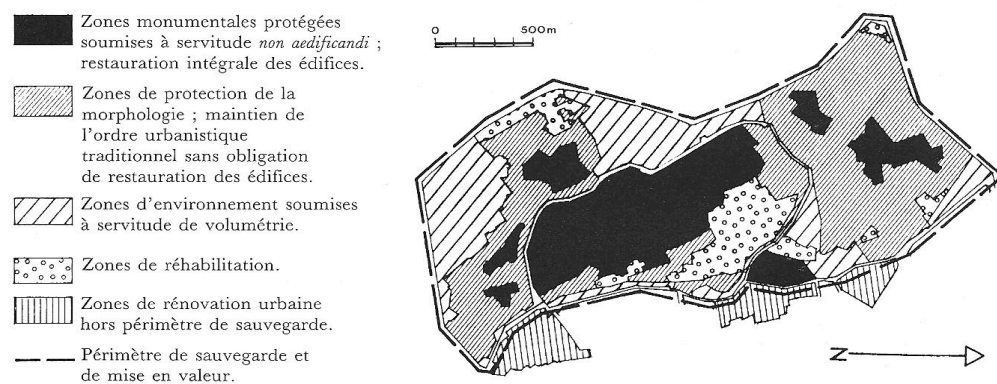 Zones monumentales protégées
soumises à servitude non aedificandi ;
restauration intégrale des édifices.
Zones de protection de la
morphologie ; maintien de
l'ordre urbanistique
traditionnel sans obligation
de restauration des édifices.
Zones d'environnement soumises
à servitude de volumétrie.
Zones de réhabilitation.
Zones de rénovation urbaine
hors périmètre de sauvegarde.
Périmètre de sauvegarde et
de mise en valeur.
0 500m
N